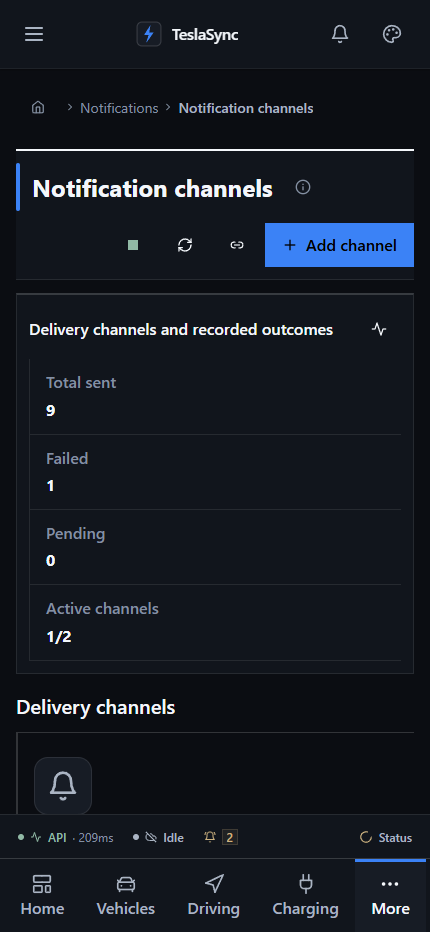 TeslaSync
Notifications Notification channels
Notification channels
Add channel
Delivery channels and recorded outcomes
Total sent
9
Failed
1
Pending
0
Active channels
1/2
Delivery channels
API · 209ms Idle 2 Status
Home Vehicles Driving Charging More